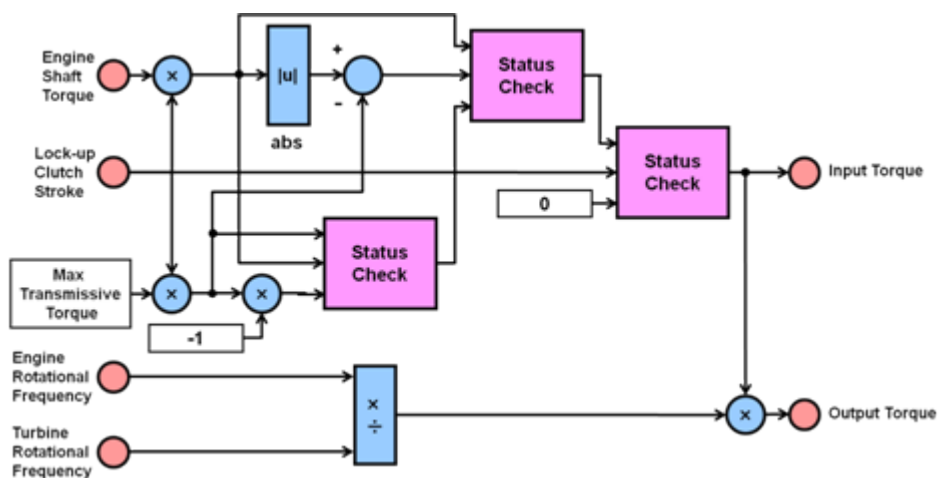 Engine
Shaft
Torque
×
|u|
abs
+
-
Status
Check
Lock-up
Clutch
Stroke
Status
Check
Input Torque
0
Status
Check
Max
Transmissive
Torque
×
×
-1
Engine
Rotational
Frequency
×
÷
×
Output Torque
Turbine
Rotational
Frequency